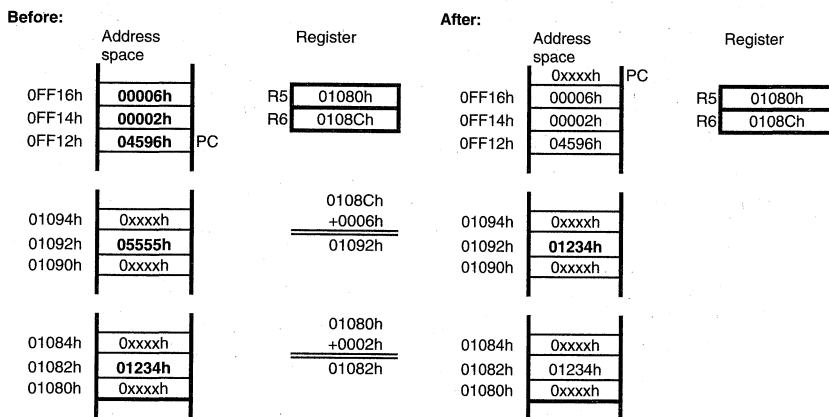 Before:
Address
space
Register
0FF16h 00006h R5 01080h
0FF14h 00002h R6 0108Ch
0FF12h 04596h PC
0108Ch
01094h 0xxxxh +0006h
01092h 05555h 01092h
01090h 0xxxxh
01080h
01084h 0xxxxh +0002h
01082h 01234h 01082h
01080h 0xxxxh
After:
Address
space
Register
0xxxxh PC
0FF16h 00006h R5 01080h
0FF14h 00002h R6 0108Ch
0FF12h 04596h
01094h 0xxxxh
01092h 01234h
01090h 0xxxxh
01084h 0xxxxh
01082h 01234h
01080h 0xxxxh